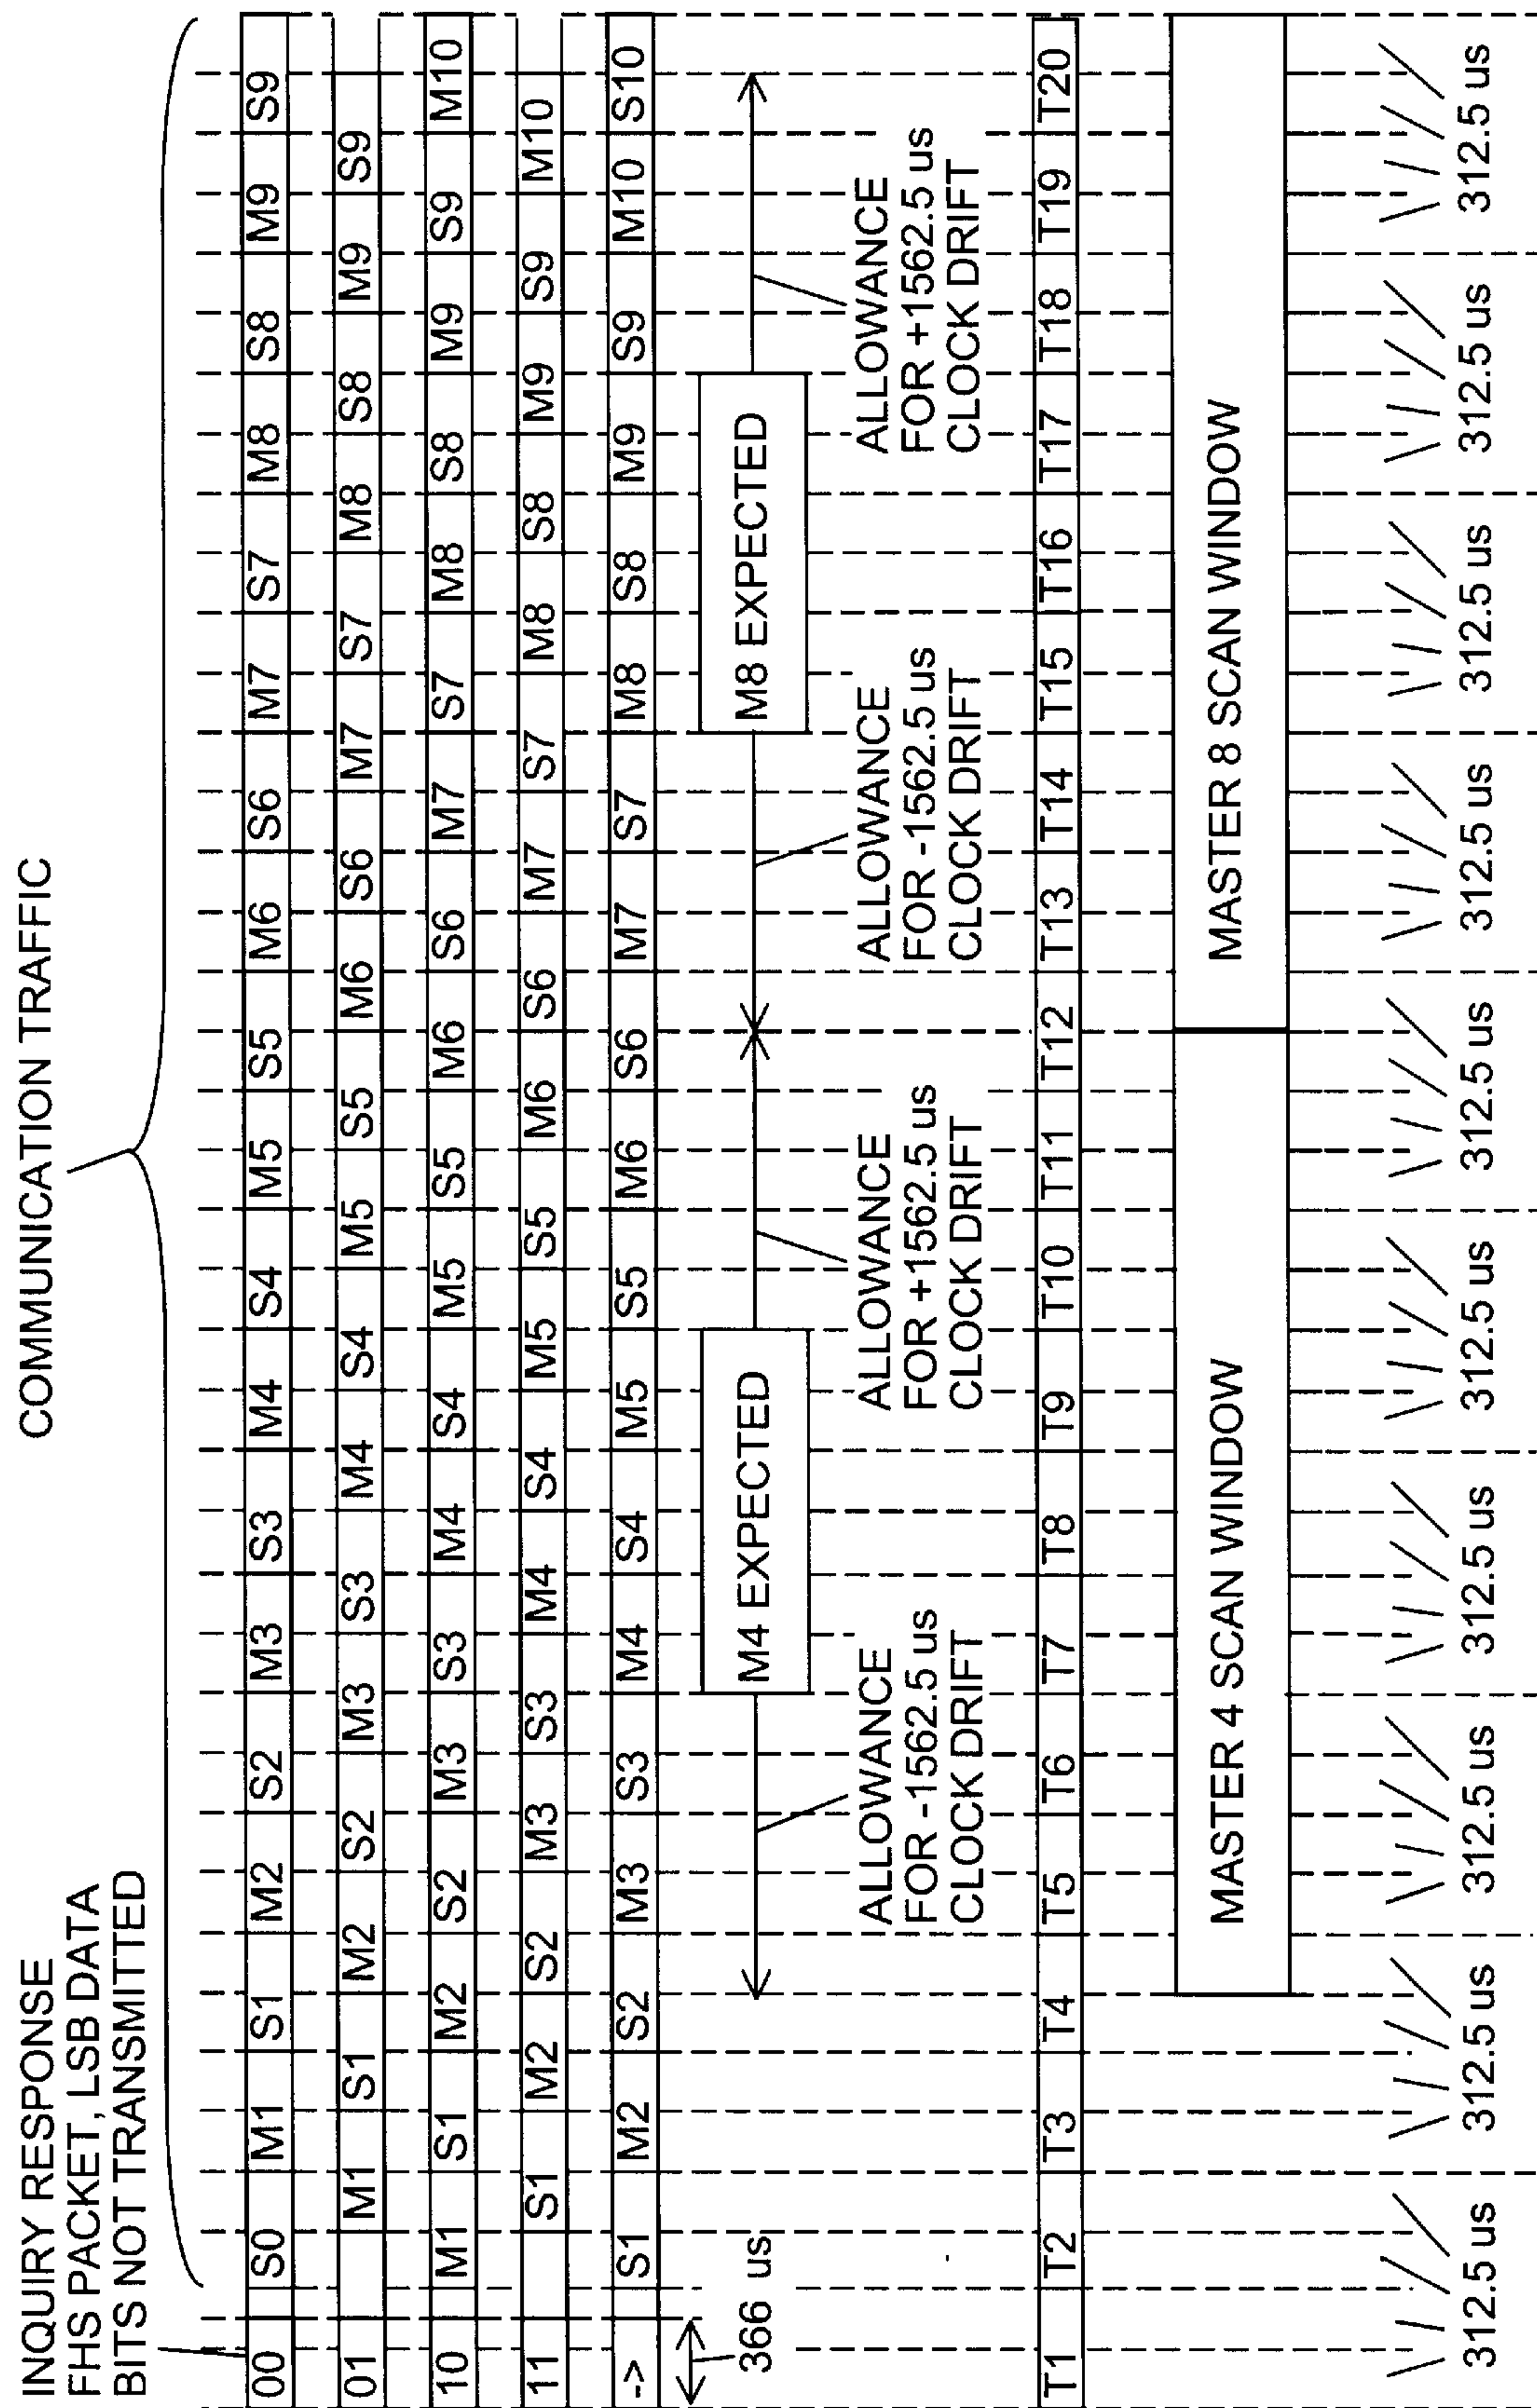 INQUIRY RESPONSE
FHS PACKET, LSB DATA
BITS NOT TRANSMITTED
COMMUNICATION TRAFFIC
00 S0 M1 S1 M2 S2 M3 S3 M4 S4 M5 S5 M6 S6 M7 S7 M8 S8 M9 S9
01 M1 S1 M2 S2 M3 S3 M4 S4 M5 S5 M6 S6 M7 S7 M8 S8 M9 S9
10 M1 S1 M2 S2 M3 S3 M4 S4 M5 S5 M6 S6 M7 S7 M8 S8 M9 S9 M10
11 S1 M2 S2 M3 S3 M4 S4 M5 S5 M6 S6 M7 S7 M8 S8 M9 S9 M10
-> S1 M2 S2 M3 S3 M4 S4 M5 S5 M6 S6 M7 S7 M8 S8 M9 S9 M10 S10
366 us
M4 EXPECTED
M8 EXPECTED
ALLOWANCE
FOR -1562.5 us
CLOCK DRIFT
ALLOWANCE
FOR +1562.5 us
CLOCK DRIFT
ALLOWANCE
FOR -1562.5 us
CLOCK DRIFT
ALLOWANCE
FOR +1562.5 us
CLOCK DRIFT
T1 T2 T3 T4 T5 T6 T7 T8 T9 T10 T11 T12 T13 T14 T15 T16 T17 T18 T19 T20
MASTER 4 SCAN WINDOW
MASTER 8 SCAN WINDOW
312.5 us 312.5 us 312.5 us 312.5 us 312.5 us 312.5 us 312.5 us 312.5 us 312.5 us 312.5 us